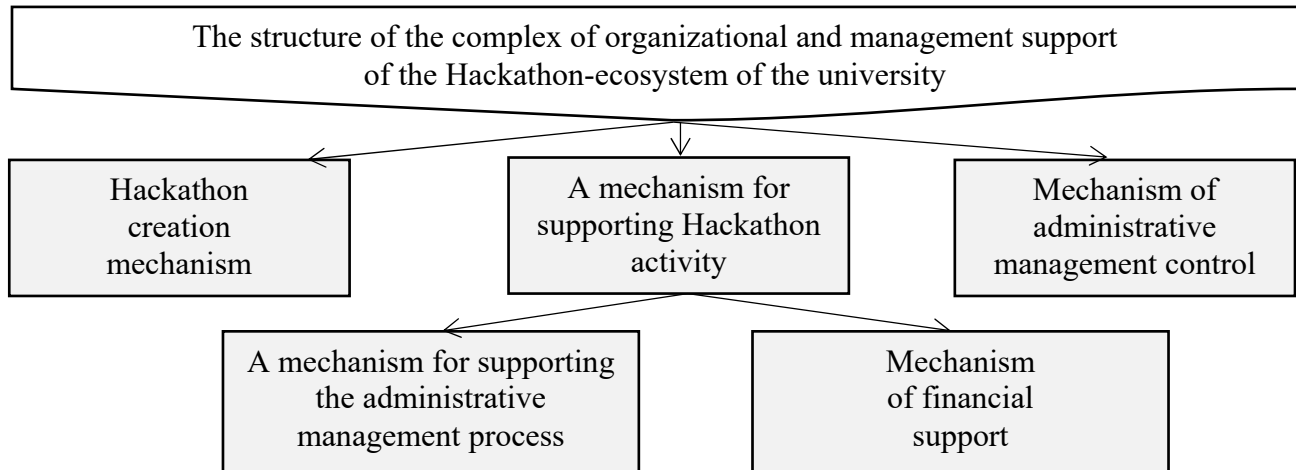 The structure of the complex of organizational and management support
of the Hackathon-ecosystem of the university
Hackathon
creation
mechanism
A mechanism for
supporting Hackathon
activity
Mechanism of
administrative
management control
A mechanism for supporting
the administrative
management process
Mechanism
of financial
support